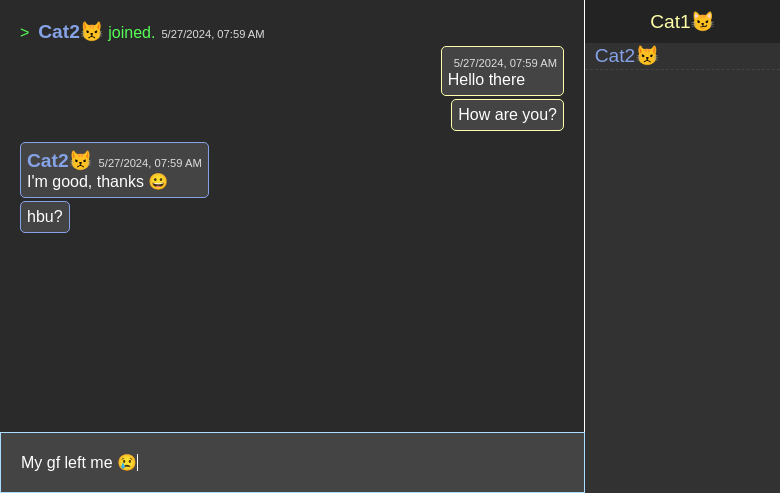 > Cat2😾 joined. 5/27/2024, 07:59 AM
5/27/2024, 07:59 AM
Hello there
How are you?
Cat2😾 5/27/2024, 07:59 AM
I'm good, thanks 😀
hbu?
My gf left me 😢
Cat1😼
Cat2😾